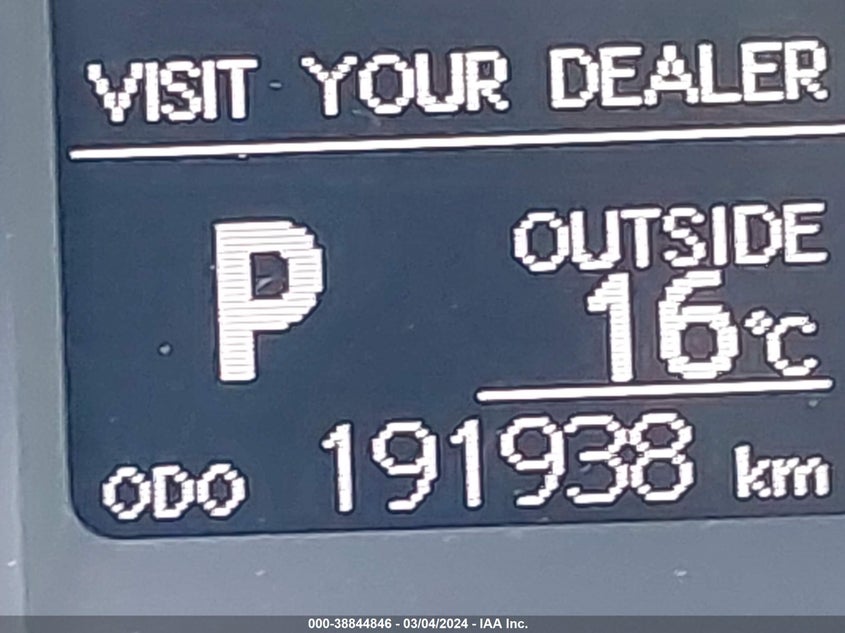 VISIT YOUR DEALER
P
OUTSIDE
16°C
ODO 191938 km
000-38844846 - 03/04/2024 - IAA Inc.